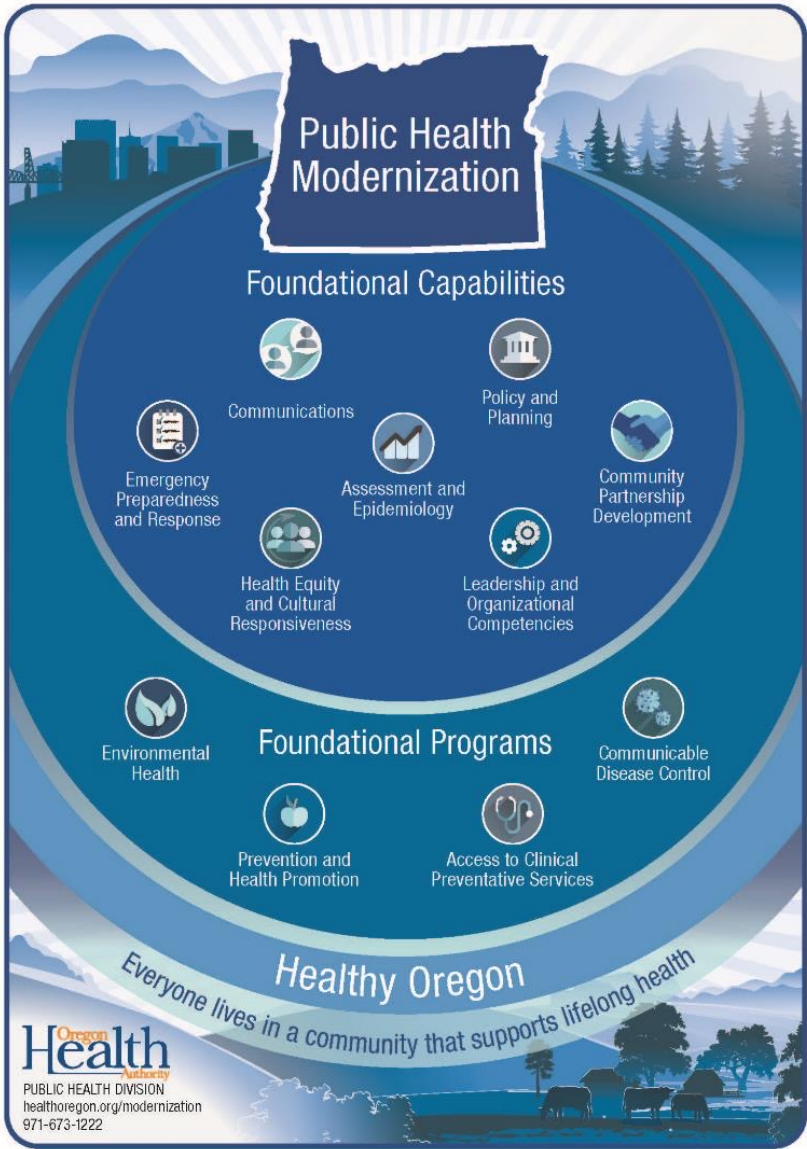 Public Health
Modernization
Foundational Capabilities
Communications
Policy and
Planning
Emergency
Preparedness
and Response
Assessment and
Epidemiology
Community
Partnership
Development
Health Equity
and Cultural
Responsiveness
Leadership and
Organizational
Competencies
Environmental
Health
Foundational Programs
Communicable
Disease Control
Prevention and
Health Promotion
Access to Clinical
Preventative Services
Healthy Oregon
Everyone lives in a community that supports lifelong health
Oregon
Health
Authority
PUBLIC HEALTH DIVISION
healthoregon.org/modernization
971-673-1222